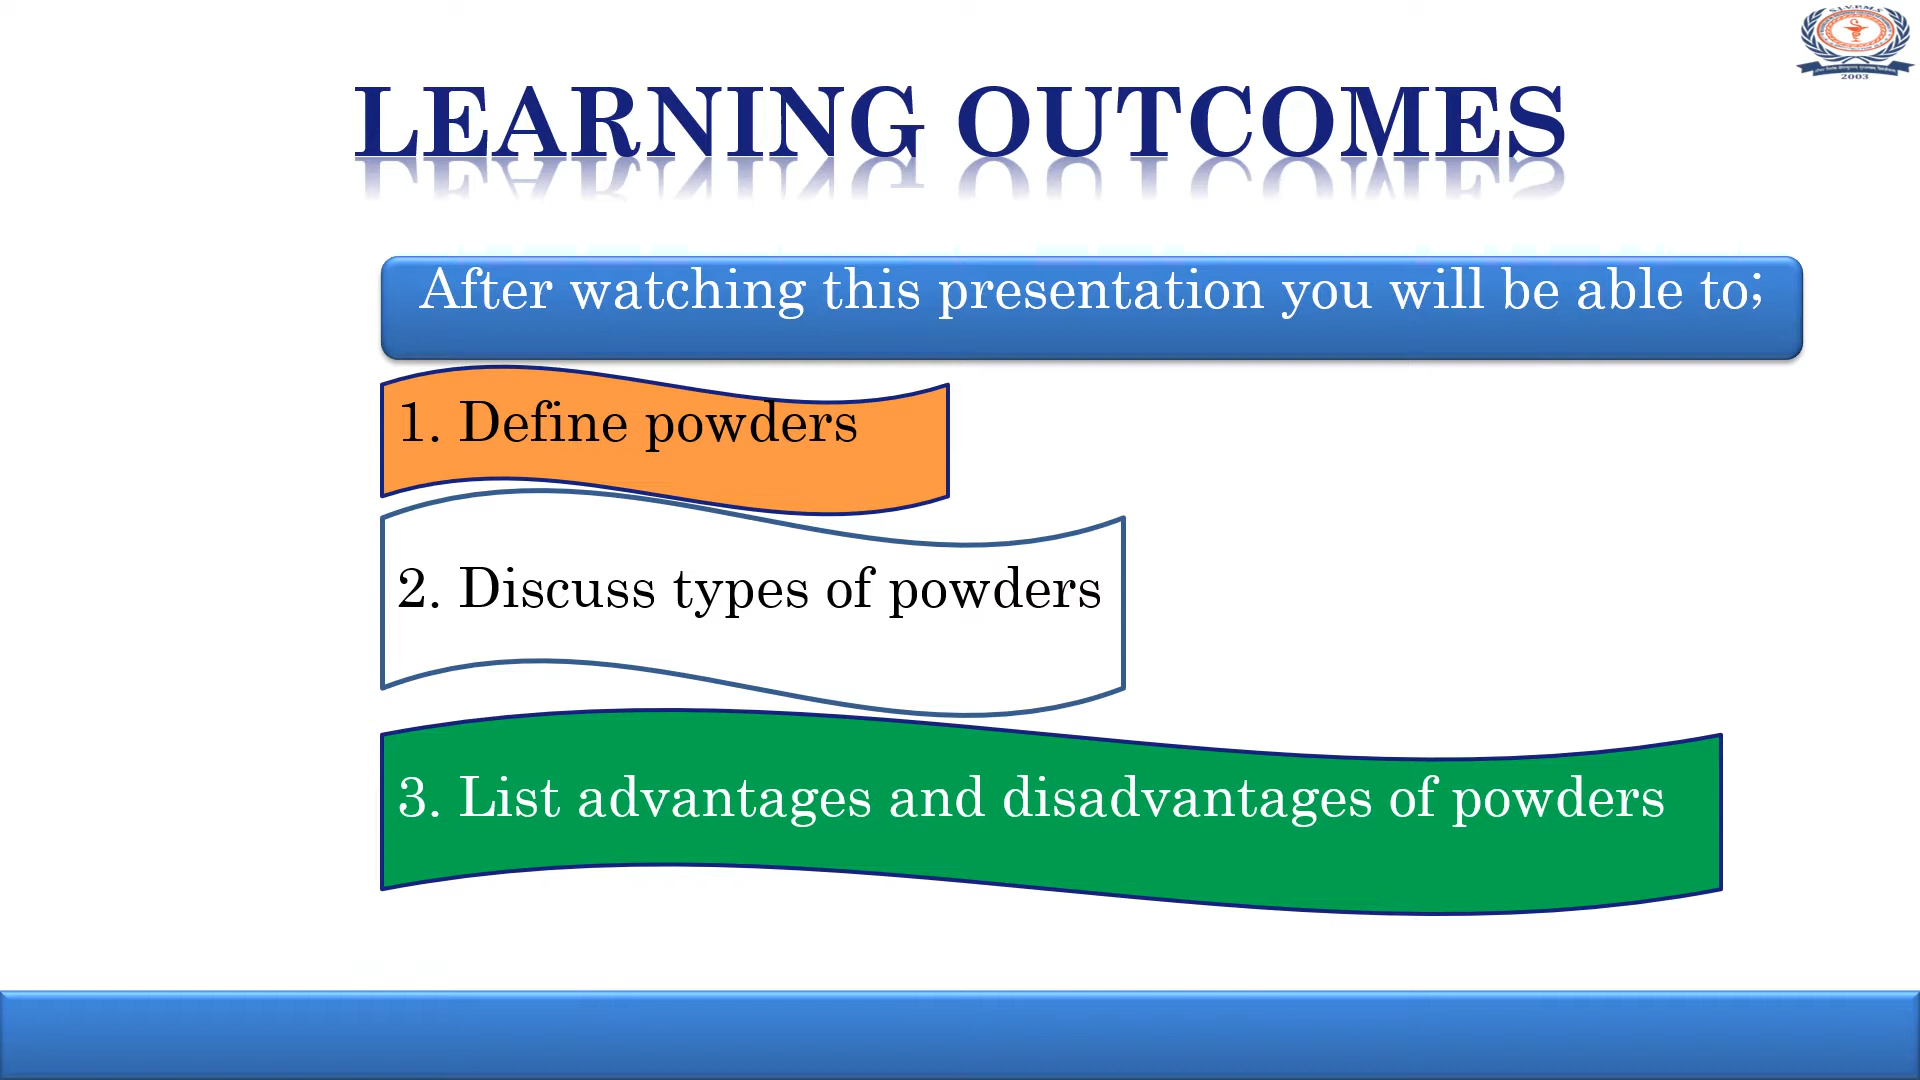 S.I.V.P.M.S
2003
LEARNING OUTCOMES
After watching this presentation you will be able to;
1. Define powders
2. Discuss types of powders
3. List advantages and disadvantages of powders